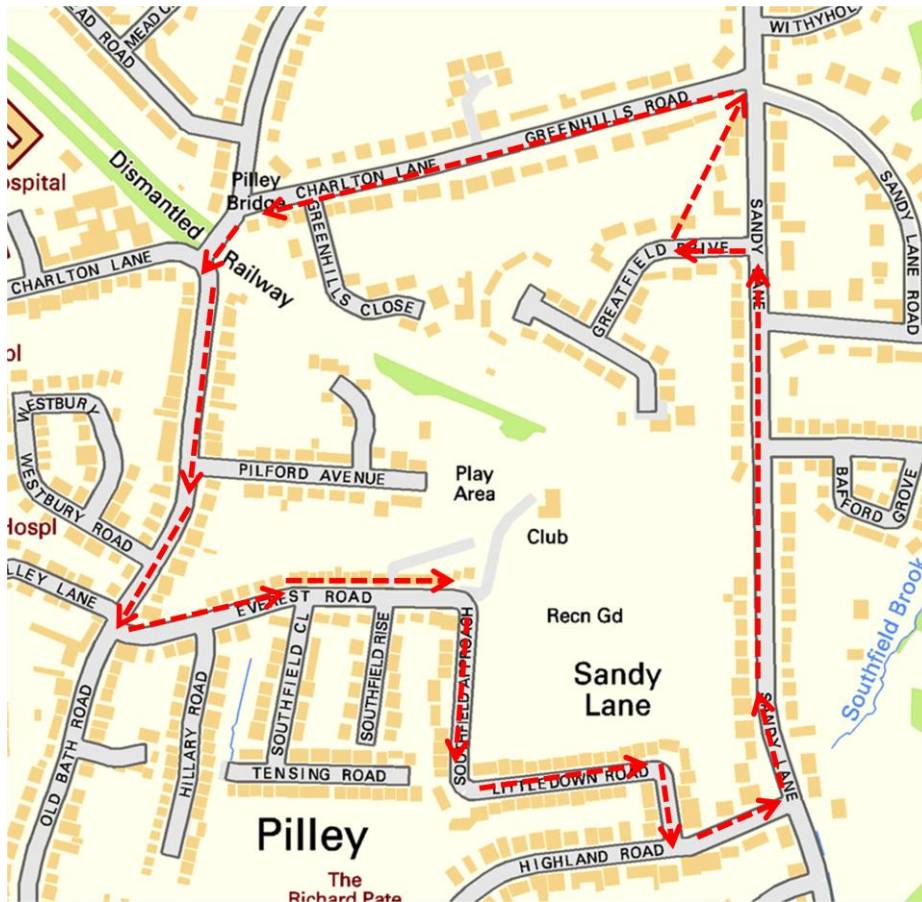 EAD ROAD
MEAD C
WITHYHOL
GREENHILLS ROAD
Dismantled
ospital
Pilley
Bridge
CHARLTON LANE
SANDY LANE ROAD
SANDY LANE
GREENHILLS CLOSE
GREATFIELD DRIVE
CHARLTON LANE
Railway
ol
WESTBURY
WESTBURY ROAD
PILFORD AVENUE
Play
Area
BAFFORD
GROVE
Hospl
Club
LLEY LANE
EVEREST ROAD
Recn Gd
Southfield Brook
SOUTHFIELD CL
SOUTHFIELD RISE
SOUTHFIELD APPROACH
Sandy
Lane
OLD BATH ROAD
HILLARY ROAD
SANDY LANE
TENSING ROAD
LITTLEDOWN ROAD
Pilley
HIGHLAND ROAD
The
Richard Pate